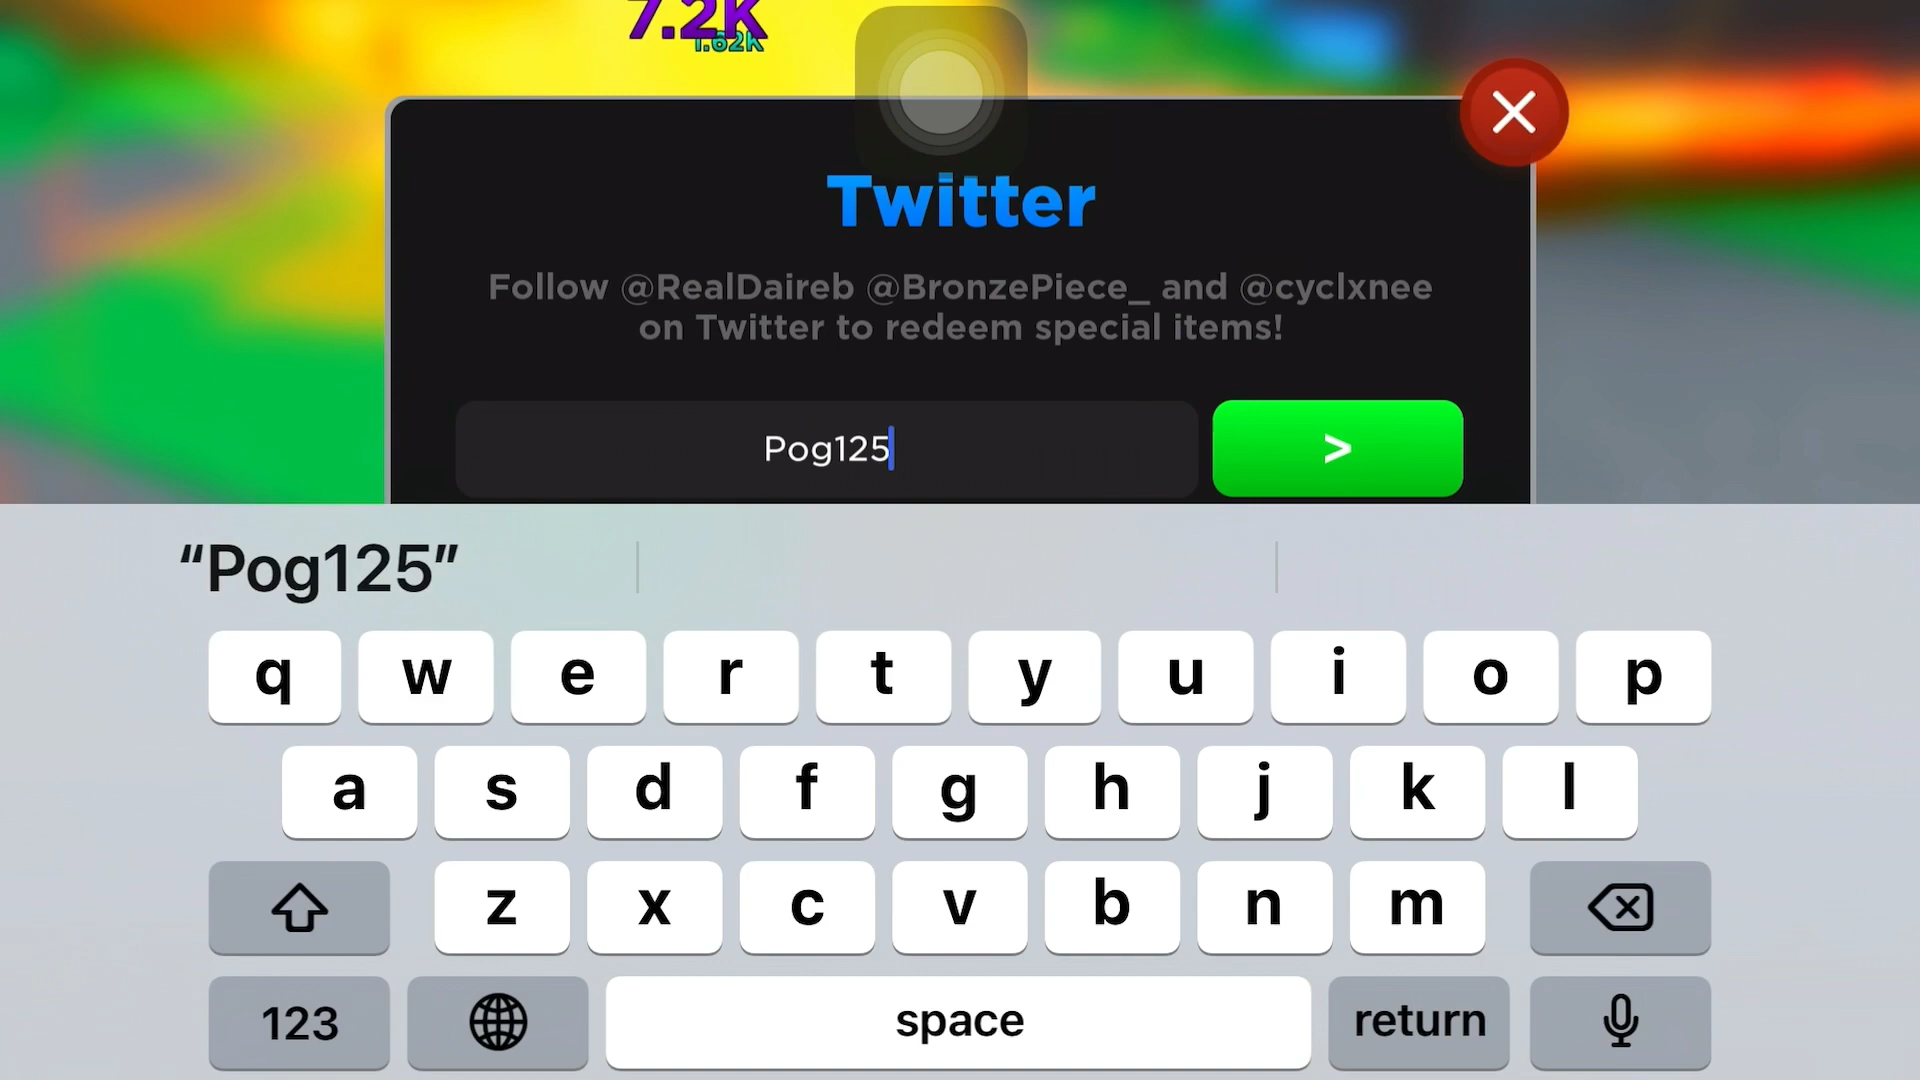 7.2K
1.62K
Twitter
Follow @RealDaireb @BronzePiece_ and @cyclxnee
on Twitter to redeem special items!
Pog125 >
“Pog125”
q w e r t y u i o p
a s d f g h j k l
z x c v b n m
123 space return